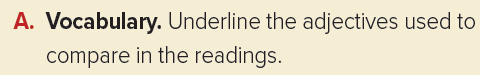 A. Vocabulary. Underline the adjectives used to
compare in the readings.